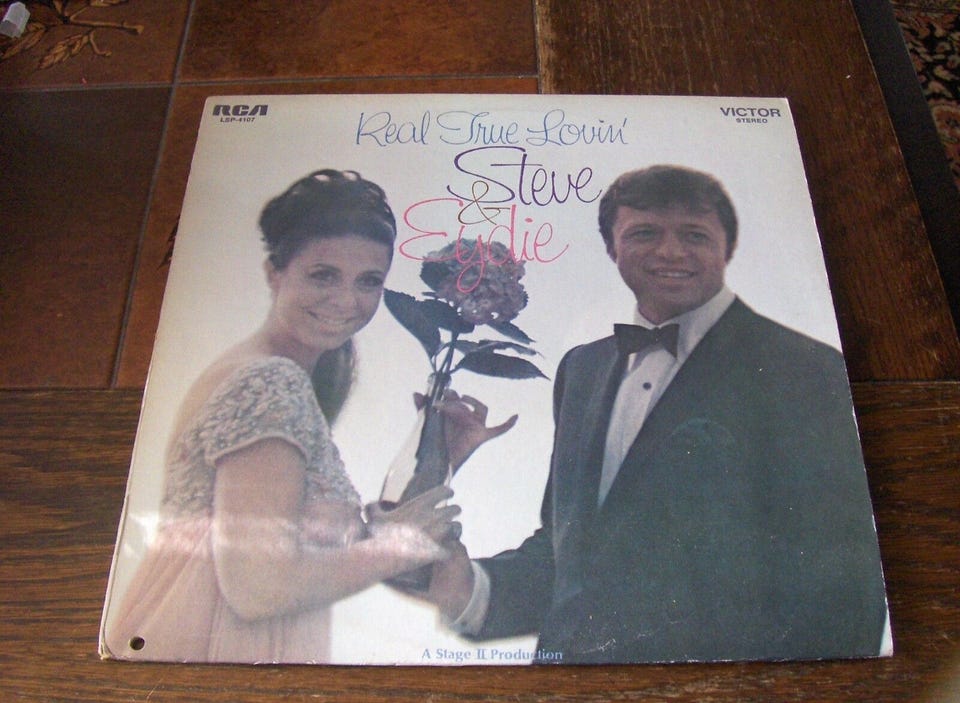 RCA
LSP-4107
VICTOR
STEREO
Real True Lovin'
Steve
&
Eydie
A Stage II Production